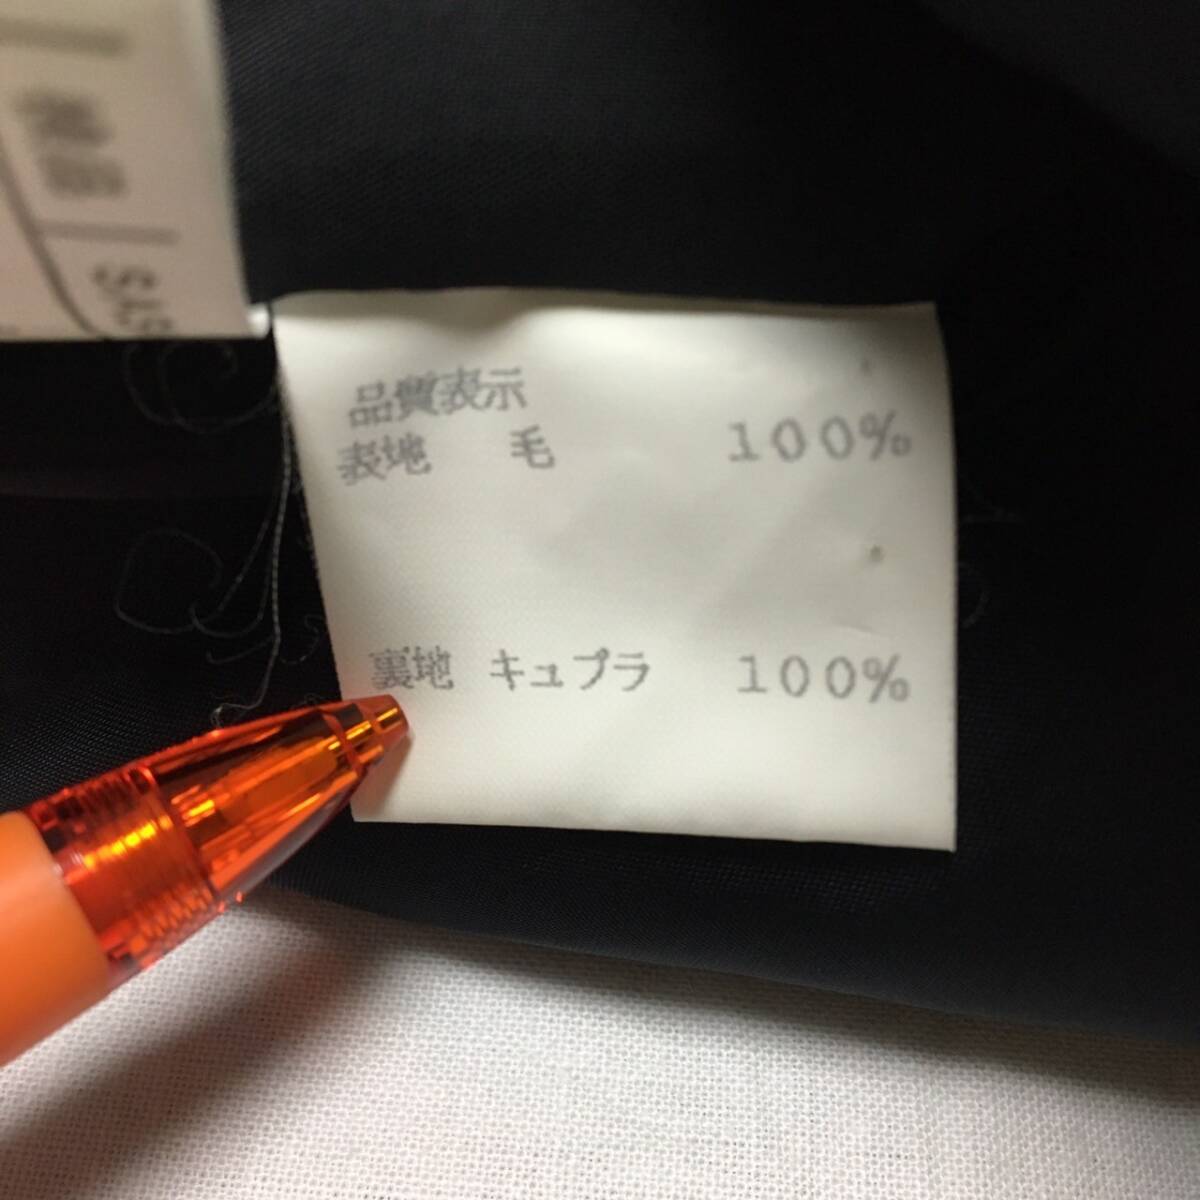 品質表示
表地 毛 100%
裏地 キュプラ 100%